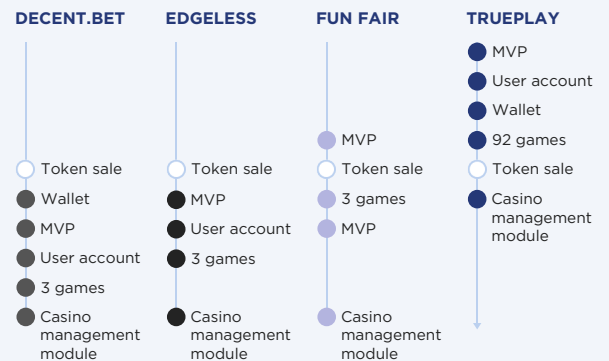 DECENT.BET
Token sale
Wallet
MVP
User account
3 games
Casino
management
module
EDGELESS
Token sale
MVP
User account
3 games
Casino
management
module
FUN FAIR
MVP
Token sale
3 games
MVP
Casino
management
module
TRUEPLAY
MVP
User account
Wallet
92 games
Token sale
Casino
management
module